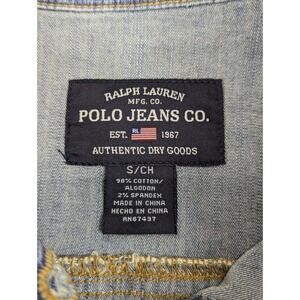 RALPH LAUREN
MFG. CO.
POLO JEANS CO.
EST. RL 1967
AUTHENTIC DRY GOODS
S/CH
98% COTTON/
ALGODON
2% SPANDEX
MADE IN CHINA
HECHO EN CHINA
RN67437